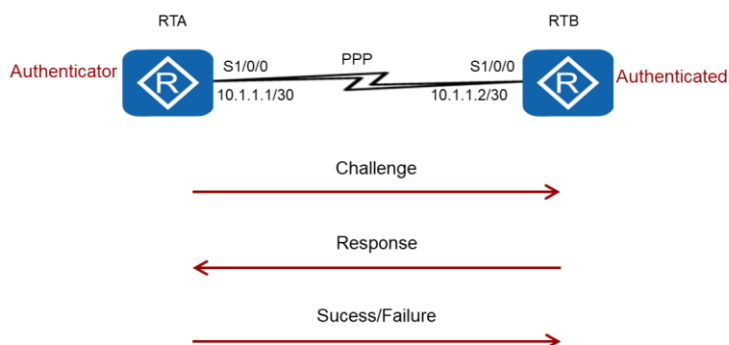 RTA
RTB
S1/0/0
PPP
S1/0/0
Authenticator
R
R
Authenticated
10.1.1.1/30
10.1.1.2/30
Challenge
Response
Sucess/Failure